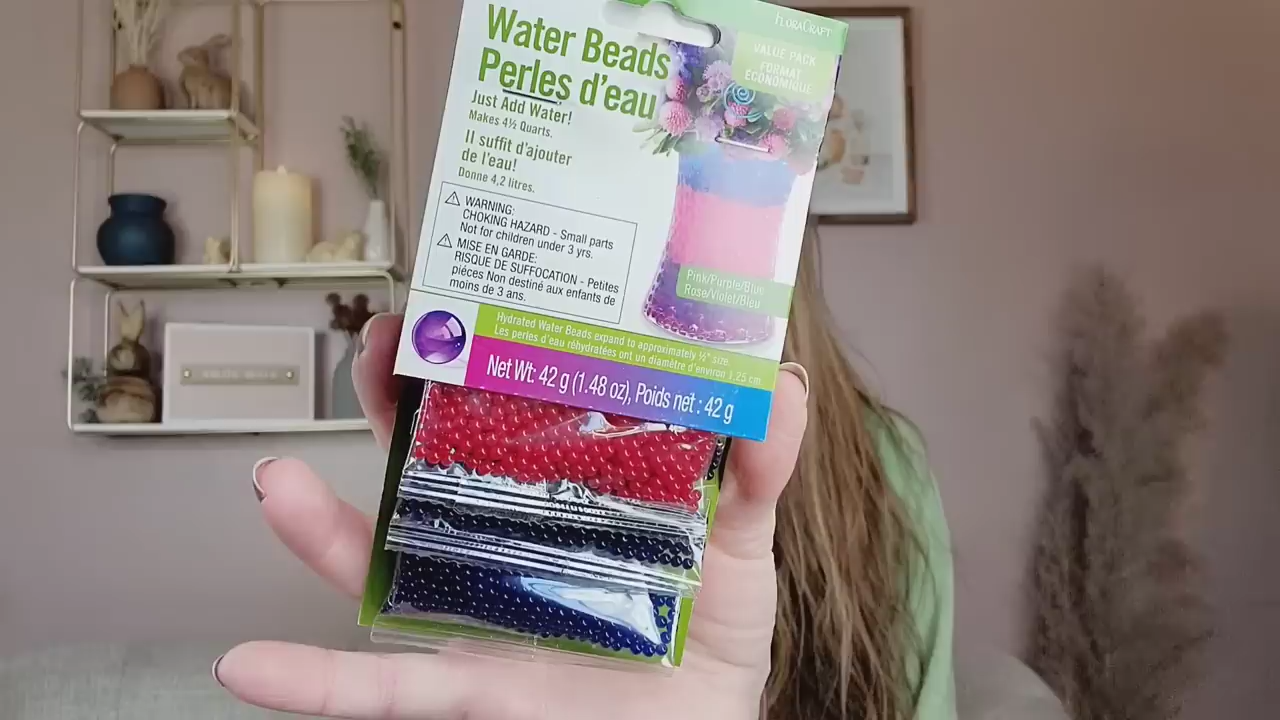 FLORACRAFT
Water Beads
Perles d'eau
VALUE PACK
FORMAT
ÉCONOMIQUE
Just Add Water!
Makes 4½ Quarts.
Il suffit d'ajouter
de l'eau!
Donne 4,2 litres.
WARNING:
CHOKING HAZARD - Small parts
Not for children under 3 yrs.
MISE EN GARDE:
RISQUE DE SUFFOCATION - Petites
pièces Non destiné aux enfants de
moins de 3 ans.
Pink/Purple/Blue
Rose/Violet/Bleu
Hydrated Water Beads expand to approximately ½" size.
Les perles d'eau réhydratées ont un diamètre d'environ 1,25 cm.
Net Wt: 42 g (1.48 oz), Poids net : 42 g